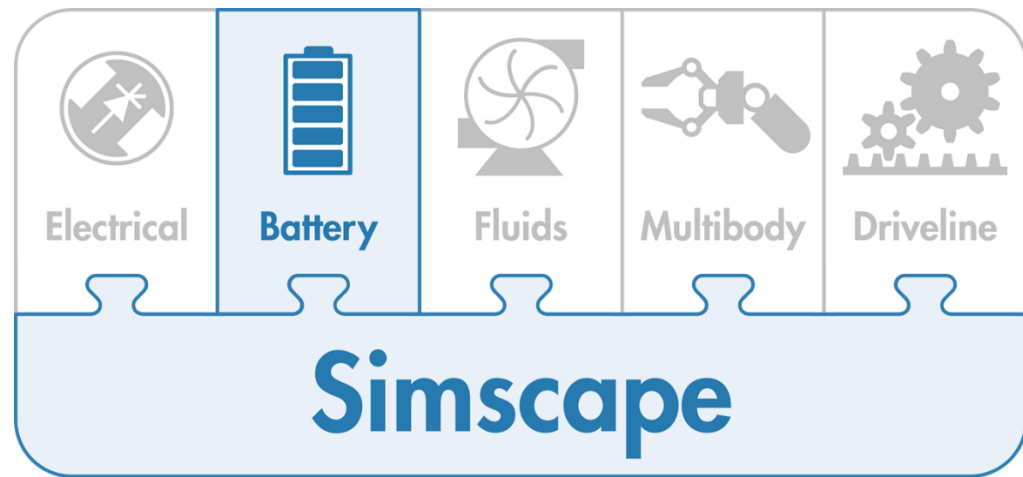 Electrical
Battery
Fluids
Multibody
Driveline
Simscape